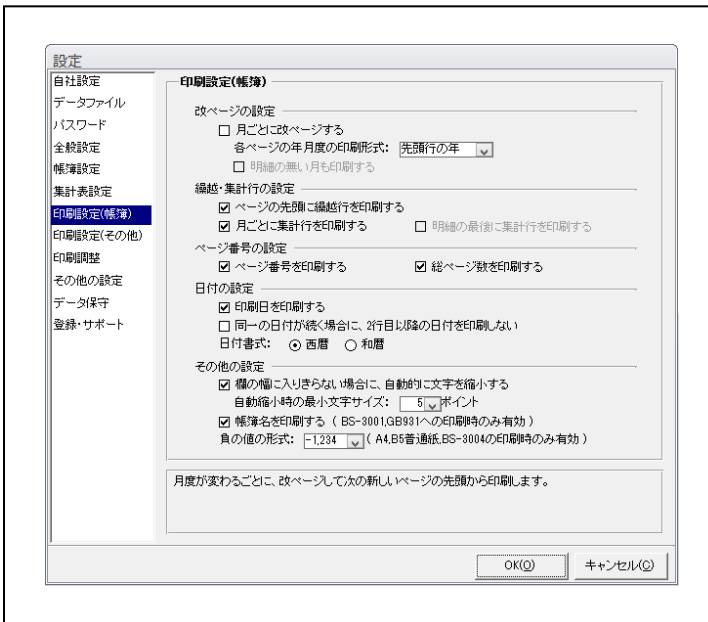 設定
自社設定
データファイル
パスワード
全般設定
帳簿設定
集計表設定
印刷設定(帳簿)
印刷設定(その他)
印刷調整
その他の設定
データ保守
登録・サポート
印刷設定(帳簿)
改ページの設定
月ごとに改ページする
各ページの年月度の印刷形式: 先頭行の年
明細の無い月も印刷する
繰越・集計行の設定
ページの先頭に繰越行を印刷する
月ごとに集計行を印刷する 明細の最後に集計行を印刷する
ページ番号の設定
ページ番号を印刷する 総ページ数を印刷する
日付の設定
印刷日を印刷する
同一の日付が続く場合に、2行目以降の日付を印刷しない
日付書式: 西暦 和暦
その他の設定
欄の幅に入りきらない場合に、自動的に文字を縮小する
自動縮小時の最小文字サイズ: 5 ポイント
帳簿名を印刷する ( BS-3001,GB931への印刷時のみ有効 )
負の値の形式: -1,234 ( A4,B5普通紙,BS-3004の印刷時のみ有効 )
月度が変わるごとに、改ページして次の新しいページの先頭から印刷します。
OK(O) キャンセル(C)